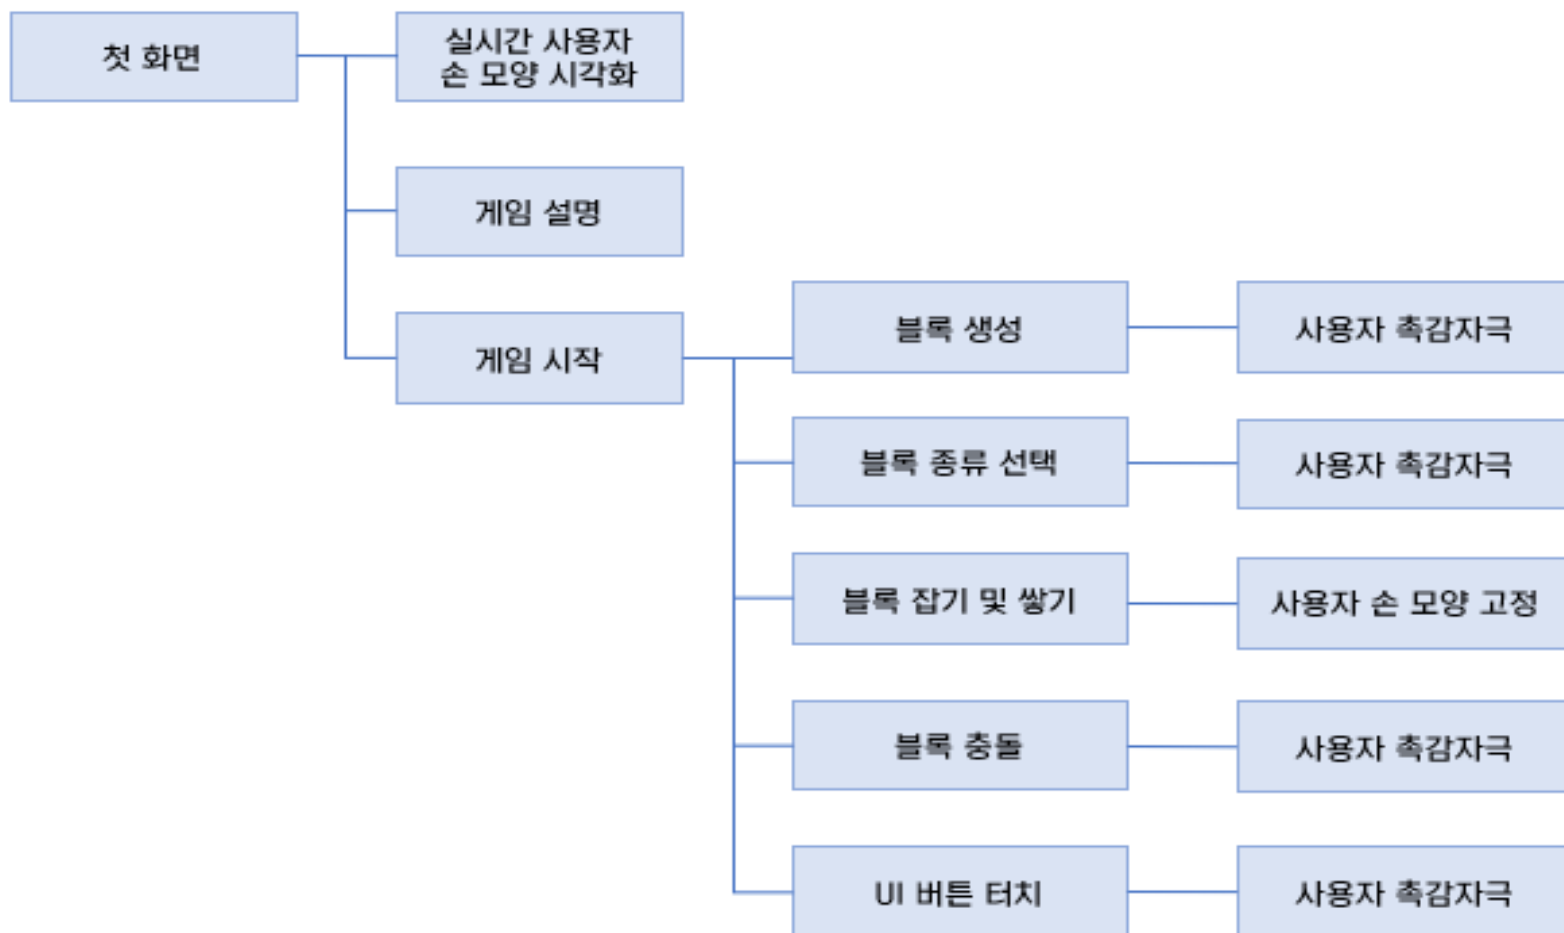 첫 화면
실시간 사용자
손 모양 시각화
게임 설명
게임 시작
블록 생성
사용자 촉감자극
블록 종류 선택
사용자 촉감자극
블록 잡기 및 쌓기
사용자 손 모양 고정
블록 충돌
사용자 촉감자극
UI 버튼 터치
사용자 촉감자극